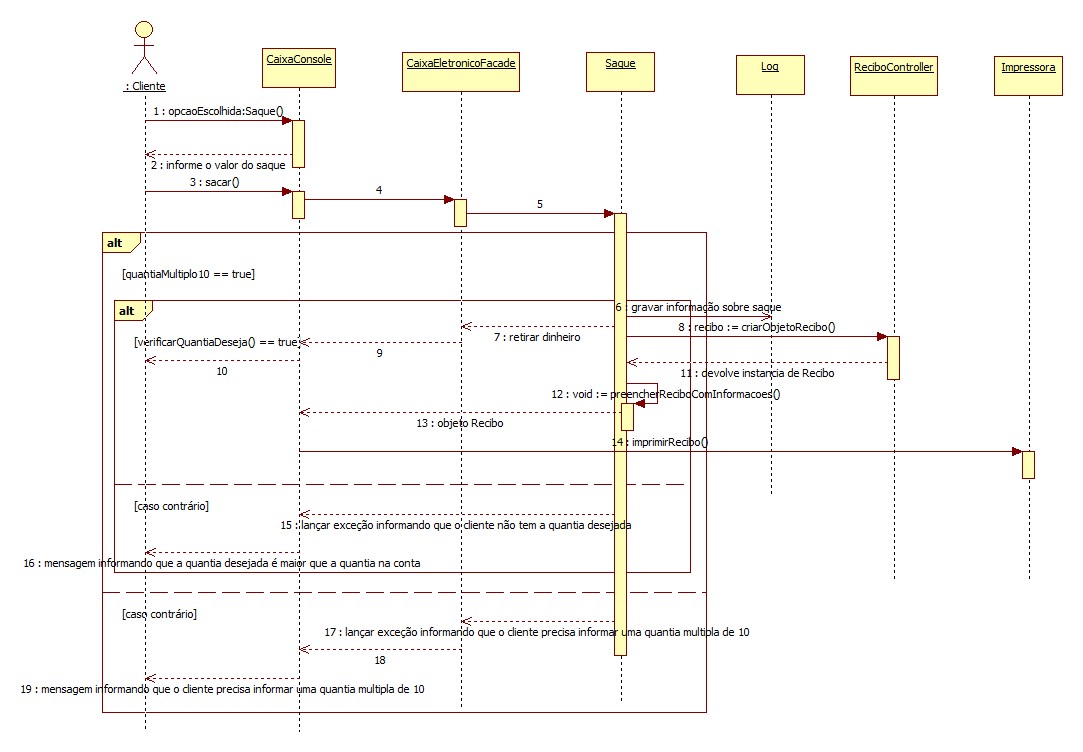 : Cliente
CaixaConsole
CaixaEletronicoFacade
Saque
Log
ReciboController
Impressora
1 : opcaoEscolhida:Saque()
2 : informe o valor do saque
3 : sacar()
4
5
alt
[quantiaMultiplo10 == true]
alt
6 : gravar informação sobre saque
8 : recibo := criarObjetoRecibo()
7 : retirar dinheiro
[verificarQuantiaDeseja() == true
9
10
11 : devolve instancia de Recibo
12 : void := preencherReciboComInformacoes()
13 : objeto Recibo
14 : imprimirRecibo()
[caso contrário]
15 : lançar exceção informando que o cliente não tem a quantia desejada
16 : mensagem informando que a quantia desejada é maior que a quantia na conta
[caso contrário]
17 : lançar exceção informando que o cliente precisa informar uma quantia multipla de 10
18
19 : mensagem informando que o cliente precisa informar uma quantia multipla de 10